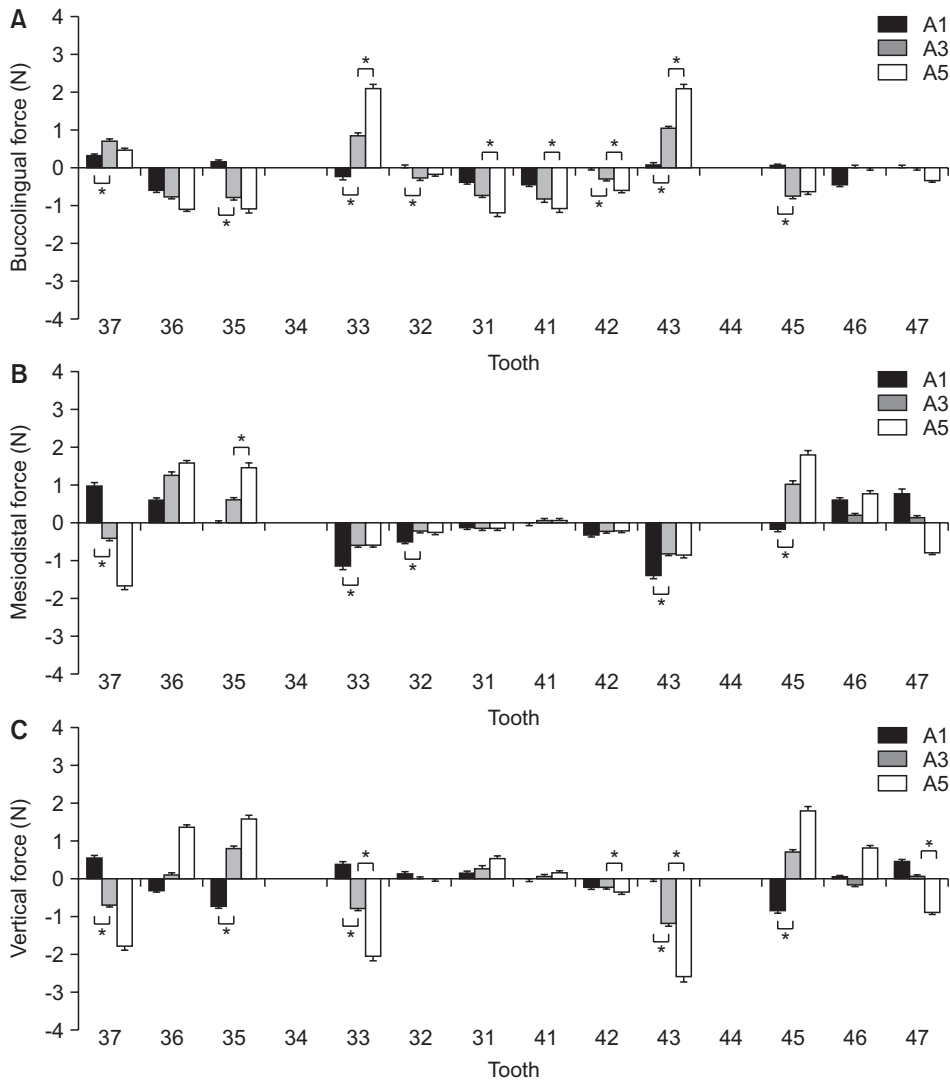 A
4
3
2
1
0
-1
-2
-3
-4
Buccolingual force (N)
A1
A3
A5
* * * * *
* * * * * *
37 36 35 34 33 32 31 41 42 43 44 45 46 47
Tooth
B
4
3
2
1
0
-1
-2
-3
-4
Mesiodistal force (N)
A1
A3
A5
*
* * * * *
37 36 35 34 33 32 31 41 42 43 44 45 46 47
Tooth
C
4
3
2
1
0
-1
-2
-3
-4
Vertical force (N)
A1
A3
A5
* * * *
* * * * *
37 36 35 34 33 32 31 41 42 43 44 45 46 47
Tooth